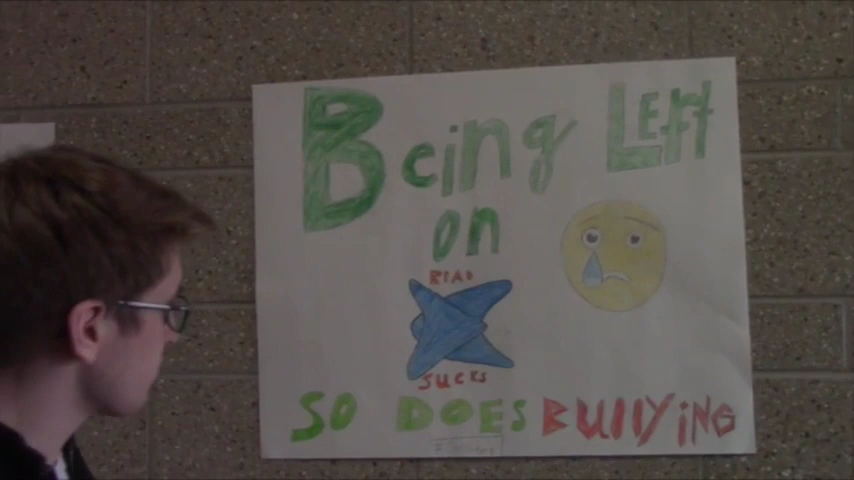 Being LEFT
on
READ
SUCKS
SO DOES BULLYING